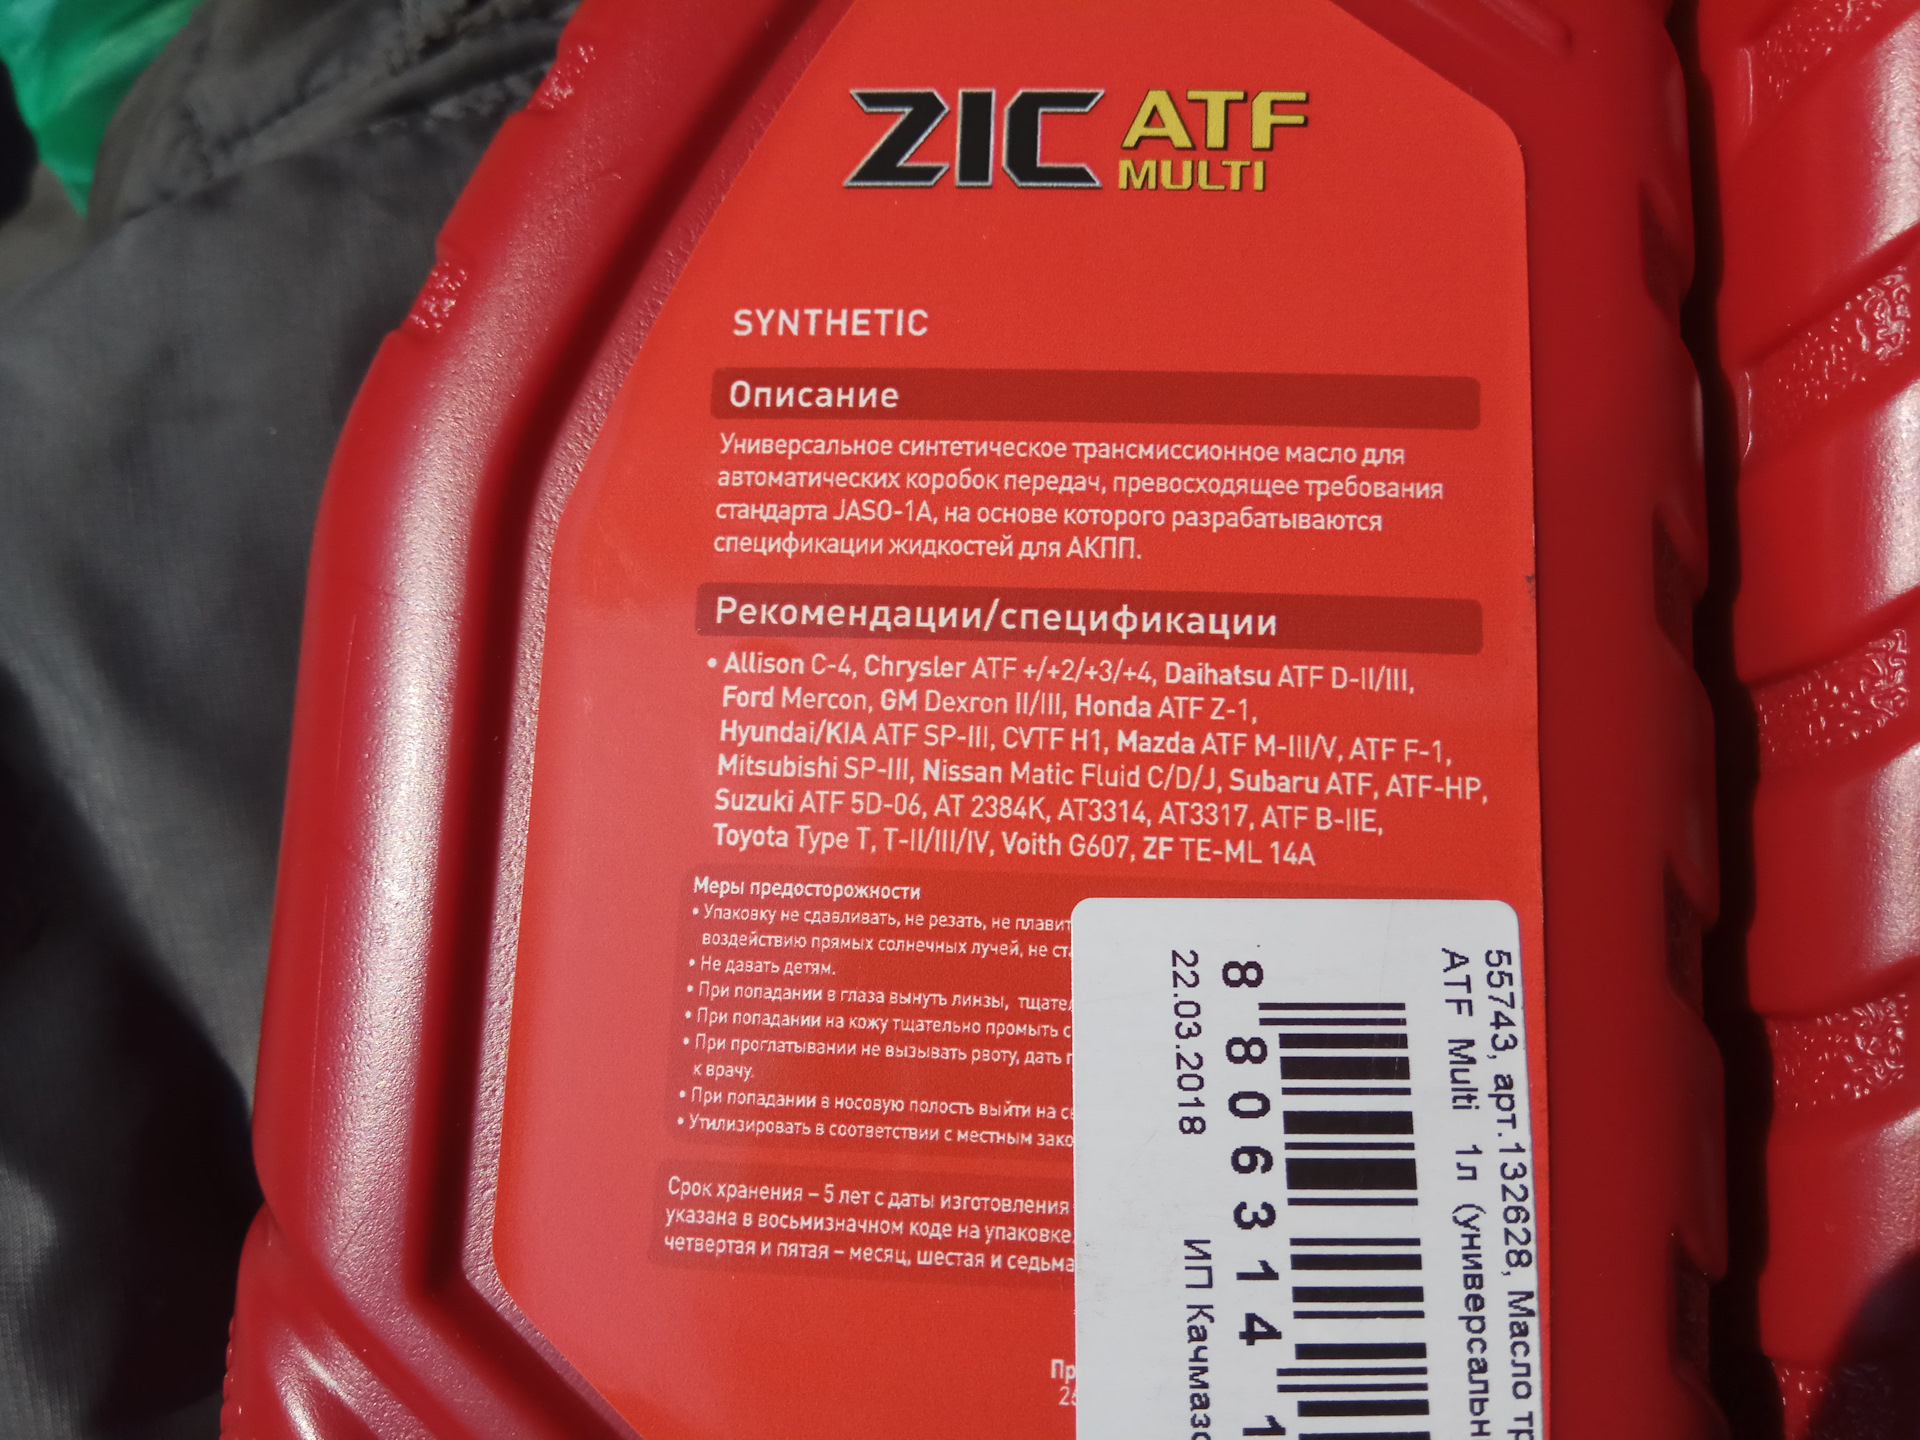 ZIC ATF
MULTI
SYNTHETIC
Описание
Универсальное синтетическое трансмиссионное масло для
автоматических коробок передач, превосходящее требования
стандарта JASO-1A, на основе которого разрабатываются
спецификации жидкостей для АКПП.
Рекомендации/спецификации
• Allison C-4, Chrysler ATF +/+2/+3/+4, Daihatsu ATF D-II/III,
Ford Mercon, GM Dexron II/III, Honda ATF Z-1,
Hyundai/KIA ATF SP-III, CVTF H1, Mazda ATF M-III/V, ATF F-1,
Mitsubishi SP-III, Nissan Matic Fluid C/D/J, Subaru ATF, ATF-HP,
Suzuki ATF 5D-06, AT 2384K, AT3314, AT3317, ATF B-IIE,
Toyota Type T, T-II/III/IV, Voith G607, ZF TE-ML 14A
Меры предосторожности
• Упаковку не сдавливать, не резать, не плавит
воздействию прямых солнечных лучей, не ст
• Не давать детям.
• При попадании в глаза вынуть линзы, тщател
• При попадании на кожу тщательно промыть с
• При проглатывании не вызывать рвоту, дать
к врачу.
• При попадании в носовую полость выйти на с
• Утилизировать в соответствии с местным зако
Срок хранения – 5 лет с даты изготовления
указана в восьмизначном коде на упаковке
четвертая и пятая – месяц, шестая и седьма
Пр
55743, арт.132628, Масло тр
ATF Multi 1л (универсальн
8 806314 1
22.03.2018 ИП Качмазо